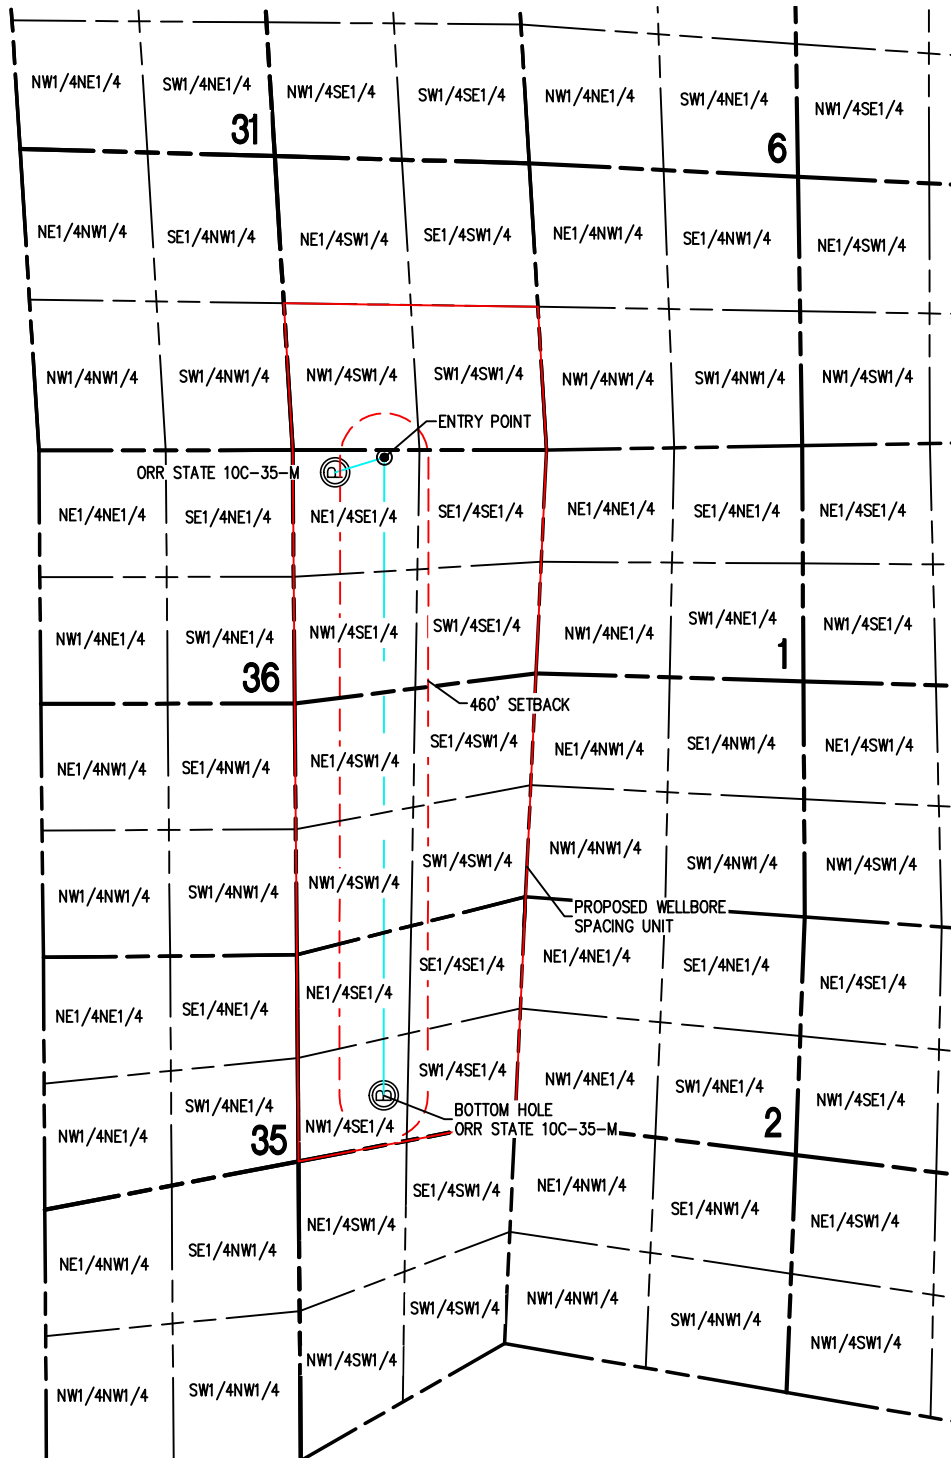 NW1/4NE1/4
SW1/4NE1/4
NW1/4SE1/4
SW1/4SE1/4
NW1/4NE1/4
SW1/4NE1/4
NW1/4SE1/4
31
6
NE1/4NW1/4
SE1/4NW1/4
NE1/4SW1/4
SE1/4SW1/4
NE1/4NW1/4
SE1/4NW1/4
NE1/4SW1/4
NW1/4NW1/4
SW1/4NW1/4
NW1/4SW1/4
SW1/4SW1/4
NW1/4NW1/4
SW1/4NW1/4
NW1/4SW1/4
ENTRY POINT
ORR STATE 10C-35-M
NE1/4NE1/4
SE1/4NE1/4
NE1/4SE1/4
SE1/4SE1/4
NE1/4NE1/4
SE1/4NE1/4
NE1/4SE1/4
NW1/4NE1/4
SW1/4NE1/4
NW1/4SE1/4
SW1/4SE1/4
NW1/4NE1/4
SW1/4NE1/4
NW1/4SE1/4
36
1
460' SETBACK
NE1/4NW1/4
SE1/4NW1/4
NE1/4SW1/4
SE1/4SW1/4
NE1/4NW1/4
SE1/4NW1/4
NE1/4SW1/4
NW1/4NW1/4
SW1/4NW1/4
NW1/4SW1/4
SW1/4SW1/4
NW1/4NW1/4
SW1/4NW1/4
NW1/4SW1/4
PROPOSED WELLBORE
SPACING UNIT
NE1/4NE1/4
SE1/4NE1/4
NE1/4SE1/4
SE1/4SE1/4
NE1/4NE1/4
SE1/4NE1/4
NE1/4SE1/4
NW1/4NE1/4
SW1/4NE1/4
NW1/4SE1/4
SW1/4SE1/4
NW1/4NE1/4
SW1/4NE1/4
NW1/4SE1/4
BOTTOM HOLE
ORR STATE 10C-35-M
35
2
NE1/4NW1/4
SE1/4NW1/4
NE1/4SW1/4
SE1/4SW1/4
NE1/4NW1/4
SE1/4NW1/4
NE1/4SW1/4
NW1/4NW1/4
SW1/4NW1/4
NW1/4SW1/4
SW1/4SW1/4
NW1/4NW1/4
SW1/4NW1/4
NW1/4SW1/4